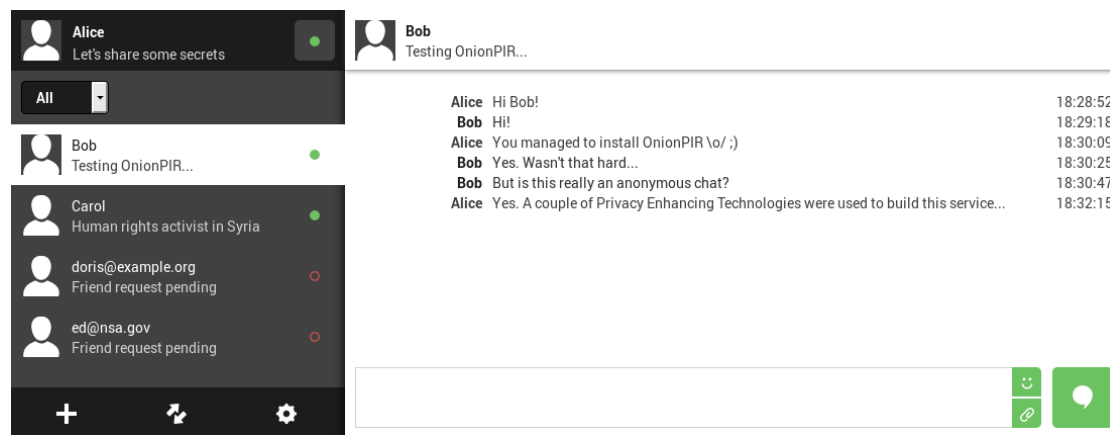 Alice
Let's share some secrets
All
Bob
Testing OnionPIR...
Carol
Human rights activist in Syria
doris@example.org
Friend request pending
ed@nsa.gov
Friend request pending
Bob
Testing OnionPIR...
Alice Hi Bob! 18:28:52
Bob Hi! 18:29:18
Alice You managed to install OnionPIR \o/ ;) 18:30:09
Bob Yes. Wasn't that hard... 18:30:25
Bob But is this really an anonymous chat? 18:30:47
Alice Yes. A couple of Privacy Enhancing Technologies were used to build this service... 18:32:15